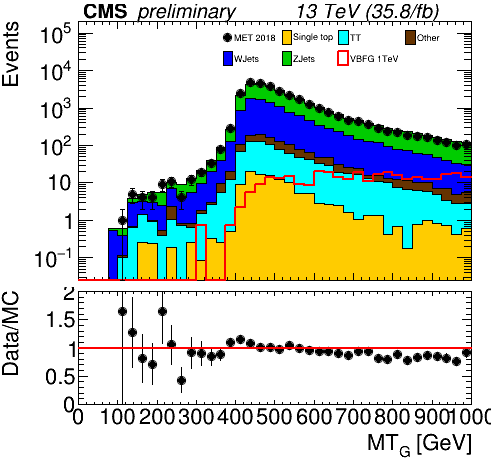 CMS preliminary 13 TeV (35.8/fb)
Events
MET 2018 Single top TT Other
WJets ZJets VBFG 1TeV
10^5
10^4
10^3
10^2
10
1
10^−1
Data/MC
2
1.5
1
0.5
0
0 100 200 300 400 500 600 700 800 900 1000
MT_G [GeV]